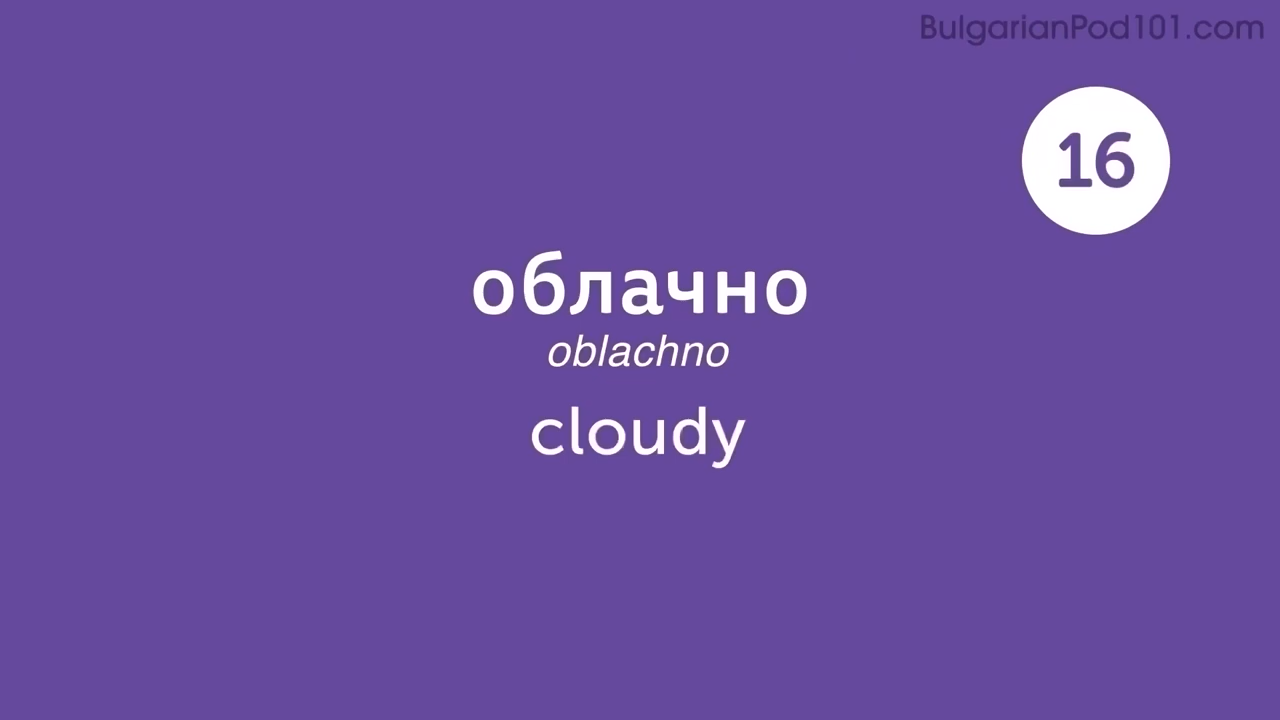 BulgarianPod101.com
16
облачно
oblachno
cloudy